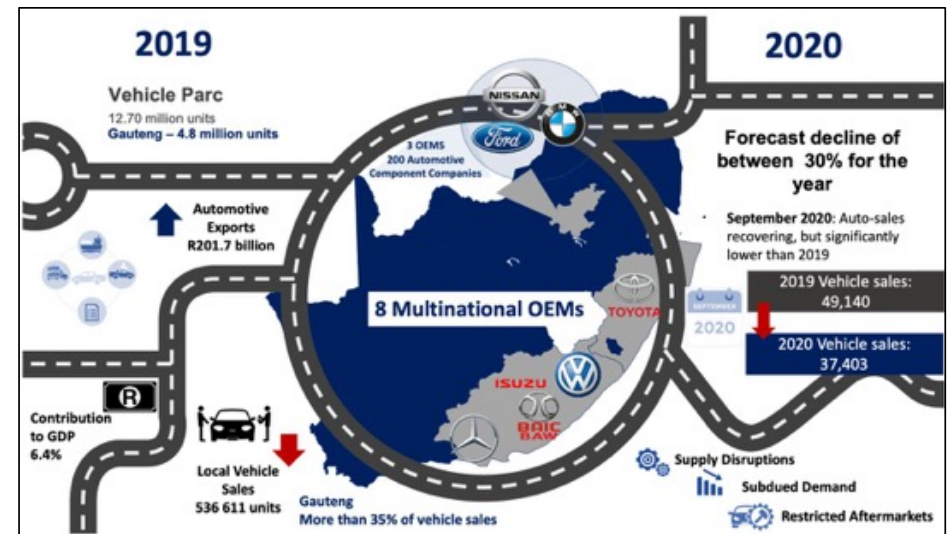 2019
Vehicle Parc
12.70 million units
Gauteng – 4.8 million units
Automotive
Exports
R201.7 billion
R
Contribution
to GDP
6.4%
Local Vehicle
Sales
536 611 units
Gauteng
More than 35% of vehicle sales
NISSAN
BMW
Ford
3 OEMS
200 Automotive
Component Companies
8 Multinational OEMs
TOYOTA
ISUZU
BAIC
BAW
2020
Forecast decline of
between 30% for the
year
September 2020: Auto-sales
recovering, but significantly
lower than 2019
SEPTEMBER
2020
2019 Vehicle sales:
49,140
2020 Vehicle sales:
37,403
Supply Disruptions
Subdued Demand
Restricted Aftermarkets